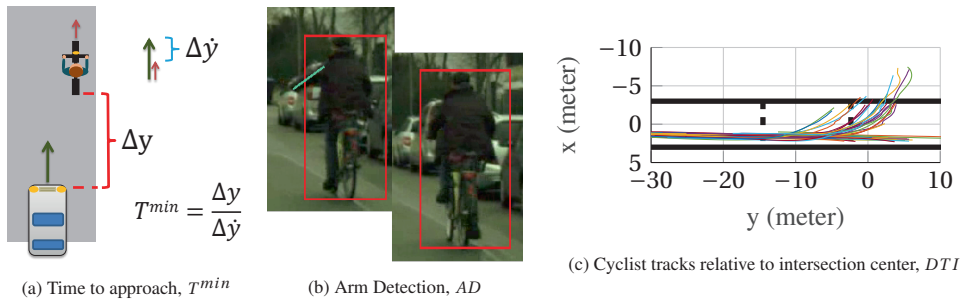 Δẏ
Δy
T^min = Δy / Δẏ
(a) Time to approach, T^min
(b) Arm Detection, AD
x (meter)
−10
−5
0
5
−30
−20
−10
0
10
y (meter)
(c) Cyclist tracks relative to intersection center, DTI